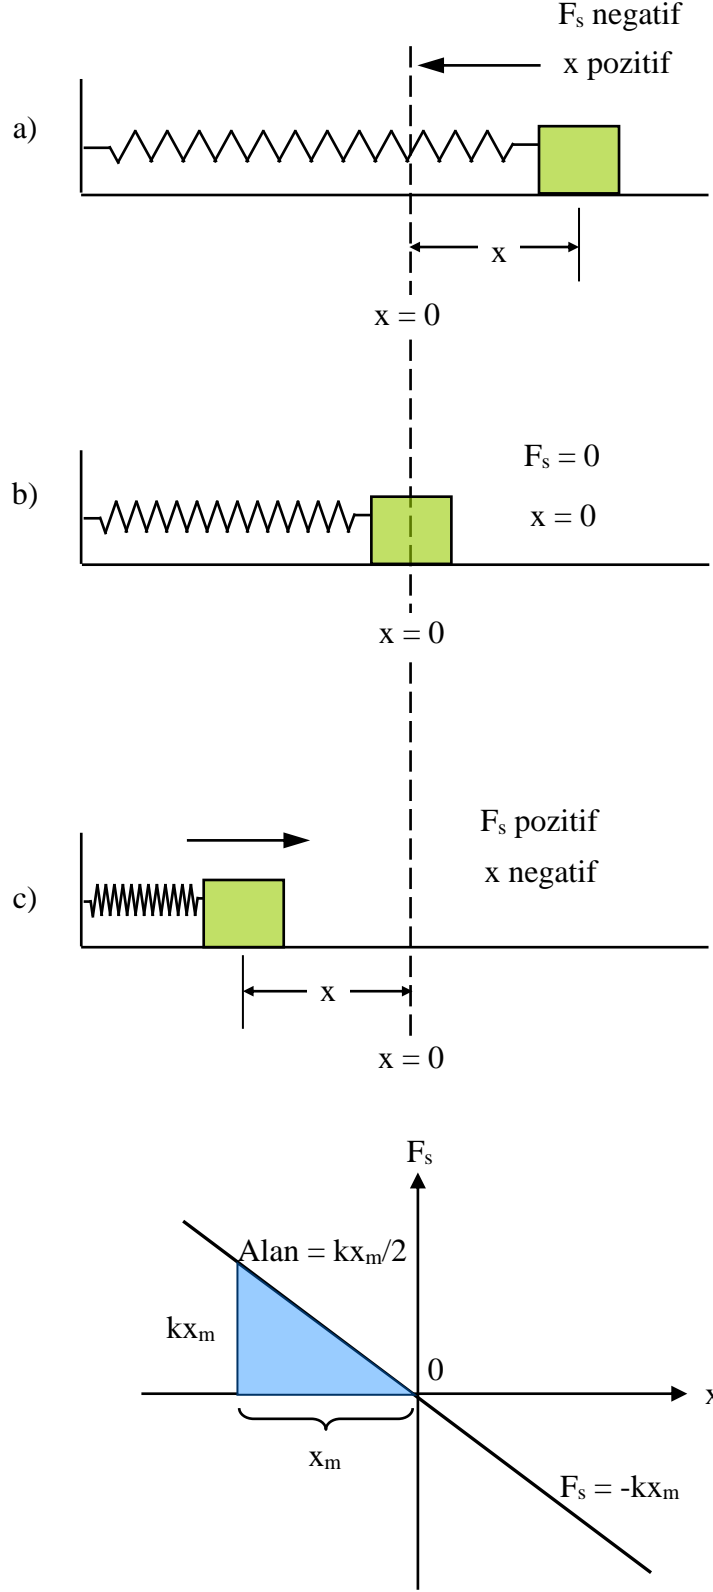 Fₛ negatif
x pozitif
a)
x
x = 0
Fₛ = 0
b)
x = 0
x = 0
Fₛ pozitif
x negatif
c)
x
x = 0
Fₛ
Alan = kxₘ/2
kxₘ
0
x
xₘ
Fₛ = -kxₘ